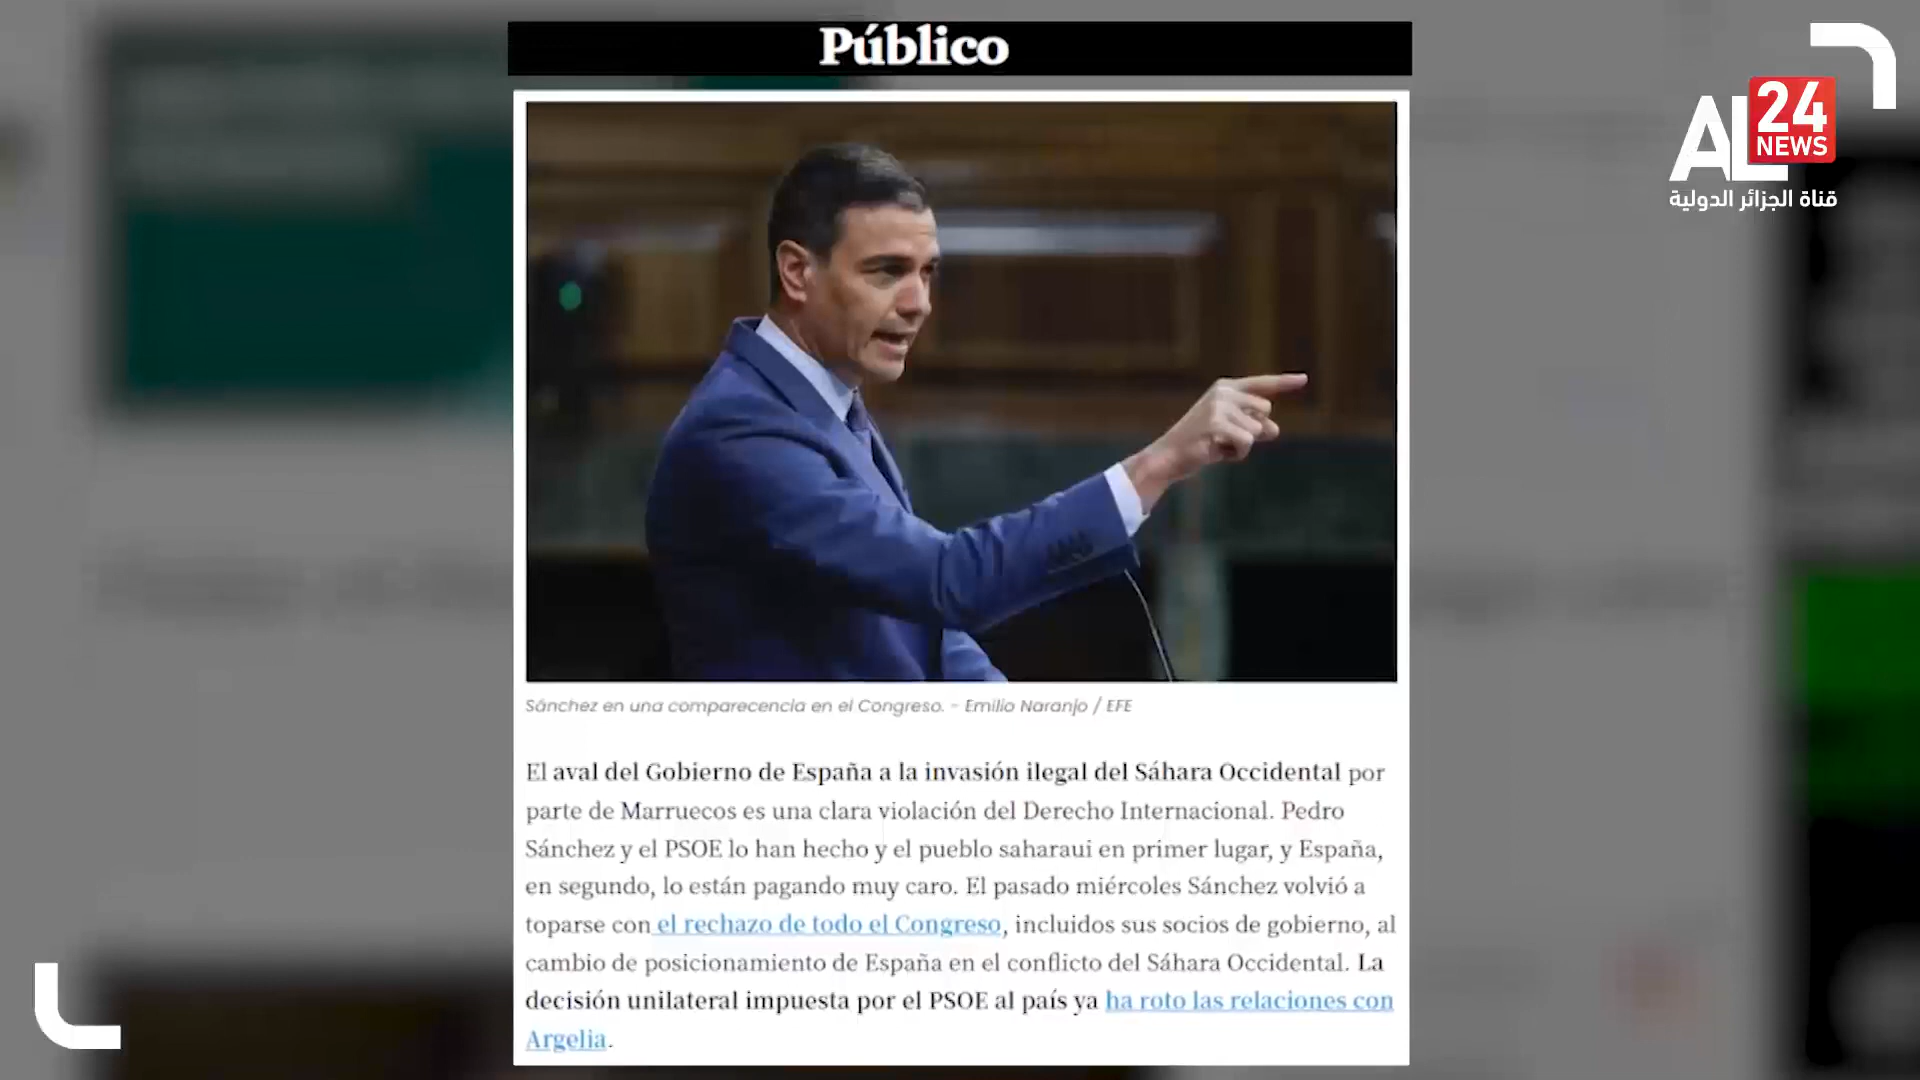 Público
AL
24
NEWS
قناة الجزائر الدولية
Sánchez en una comparecencia en el Congreso. - Emilio Naranjo / EFE
El aval del Gobierno de España a la invasión ilegal del Sáhara Occidental por
parte de Marruecos es una clara violación del Derecho Internacional. Pedro
Sánchez y el PSOE lo han hecho y el pueblo saharaui en primer lugar, y España,
en segundo, lo están pagando muy caro. El pasado miércoles Sánchez volvió a
toparse con el rechazo de todo el Congreso, incluidos sus socios de gobierno, al
cambio de posicionamiento de España en el conflicto del Sáhara Occidental. La
decisión unilateral impuesta por el PSOE al país ya ha roto las relaciones con
Argelia.